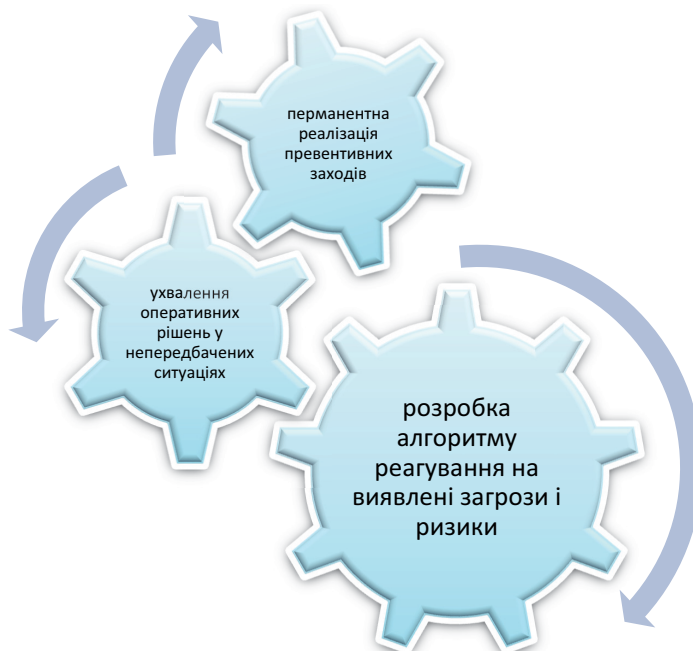 перманентна
реалізація
превентивних
заходів
ухвалення
оперативних
рішень у
непередбачених
ситуаціях
розробка
алгоритму
реагування на
виявлені загрози і
ризики